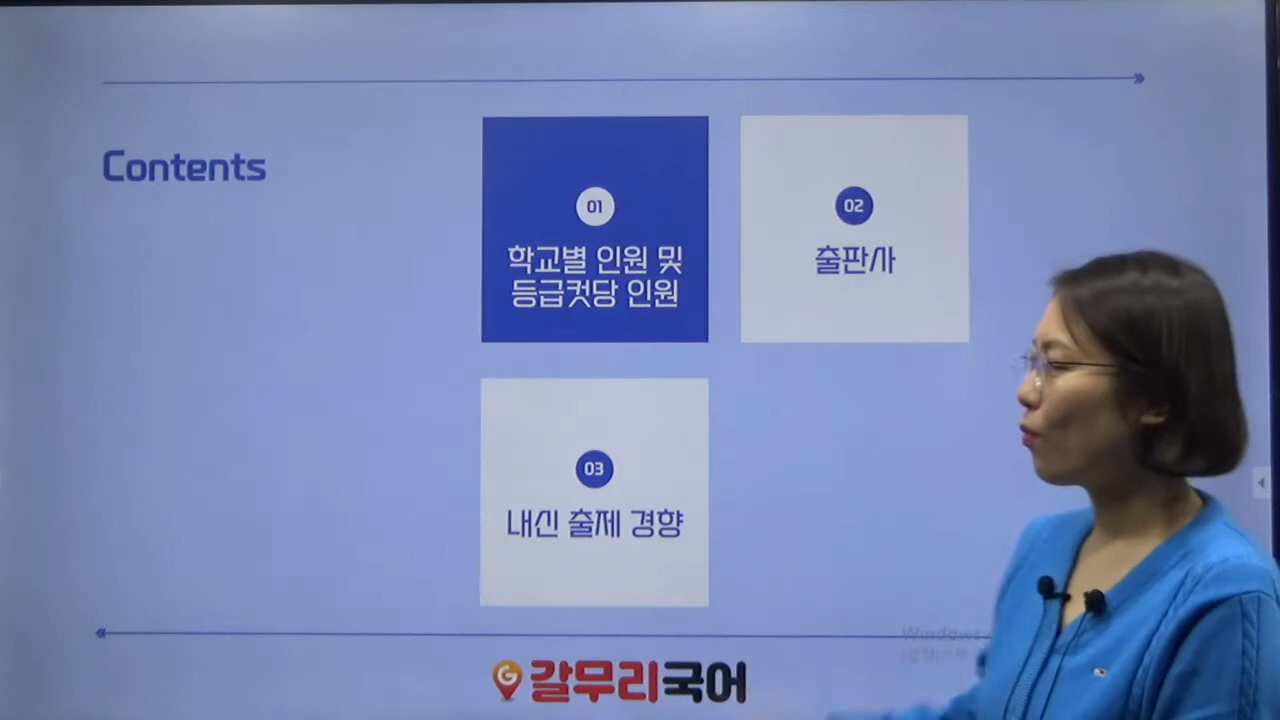 Contents
01
학교별 인원 및
등급컷당 인원
02
출판사
03
내신 출제 경향
Windows
갈무리국어